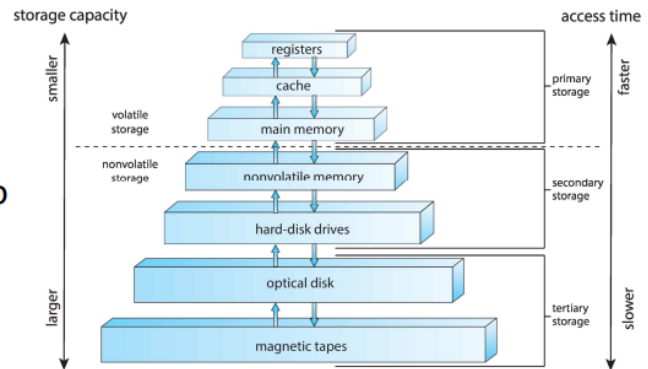 storage capacity
access time
smaller
larger
faster
slower
registers
cache
main memory
nonvolatile memory
hard-disk drives
optical disk
magnetic tapes
volatile
storage
nonvolatile
storage
primary
storage
secondary
storage
tertiary
storage